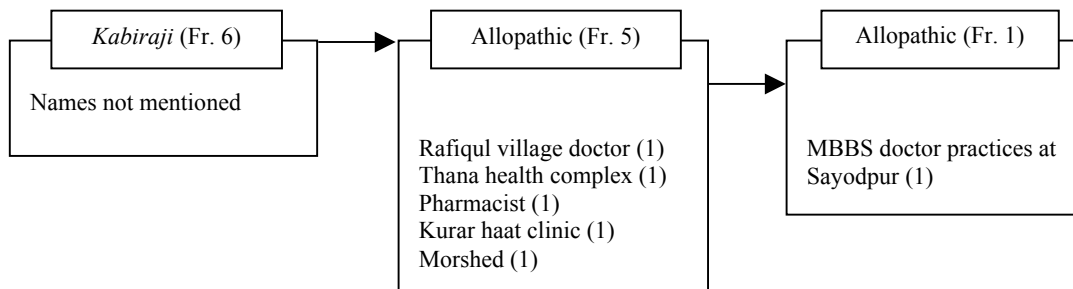 Kabiraji (Fr. 6)
Names not mentioned
Allopathic (Fr. 5)
Rafiqul village doctor (1)
Thana health complex (1)
Pharmacist (1)
Kurar haat clinic (1)
Morshed (1)
Allopathic (Fr. 1)
MBBS doctor practices at
Sayodpur (1)